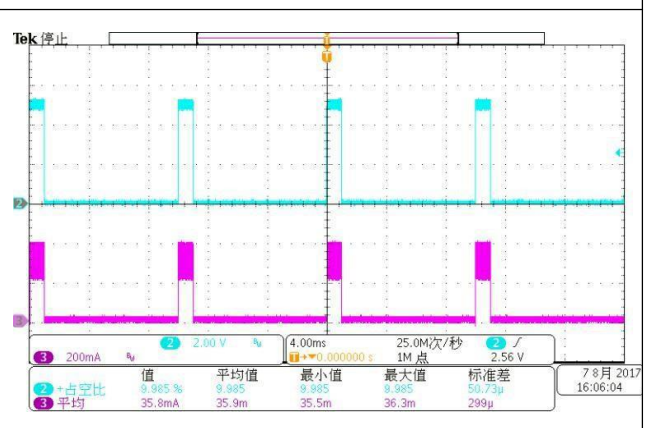 Tek 停止
T
T
2
3
2 2.00 V 4.00ms 25.0M次/秒 2
3 200mA T 0.000000 s 1M 点 2.56 V
值 平均值 最小值 最大值 标准差
2 +占空比 9.985 % 9.985 9.985 9.985 50.73µ
3 平均 35.8mA 35.9m 35.5m 36.3m 299µ
7 8月 2017
16:06:04